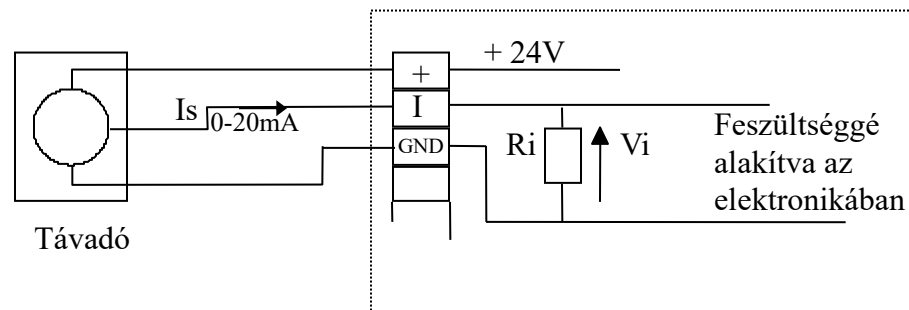 + 24V
+
Is
0-20mA
I
GND
Ri
Vi
Feszültséggé
alakítva az
elektronikában
Távadó